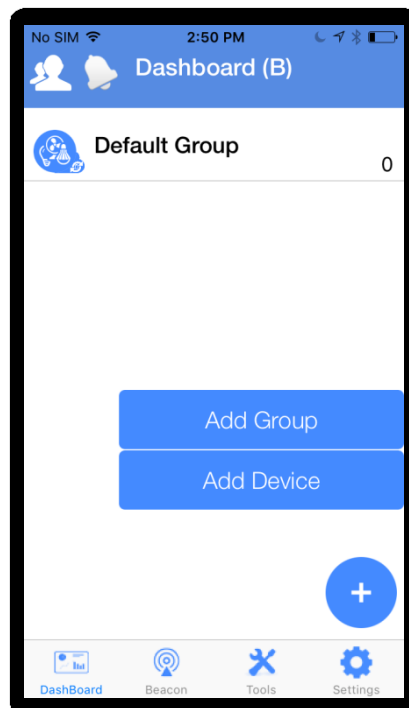 No SIM 2:50 PM
Dashboard (B)
Default Group
0
Add Group
Add Device
+
DashBoard Beacon Tools Settings